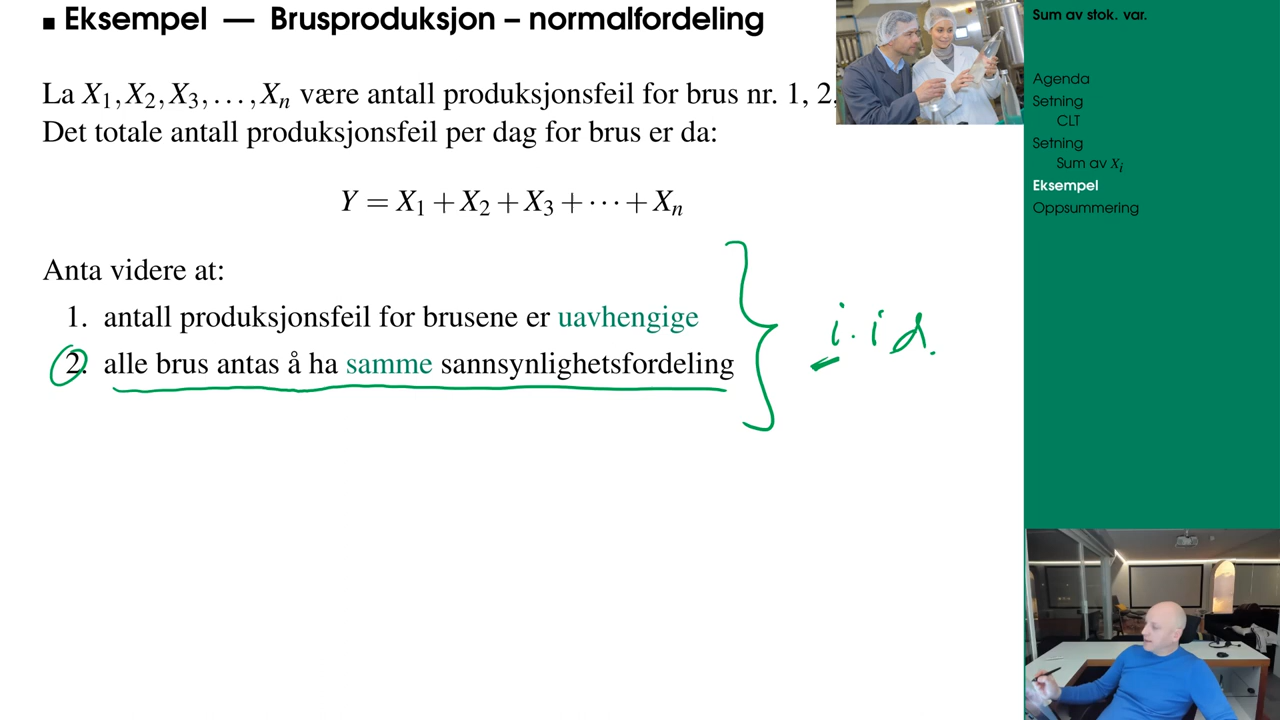 Eksempel — Brusproduksjon – normalfordeling
La X₁, X₂, X₃, ..., Xₙ være antall produksjonsfeil for brus nr. 1, 2,
Det totale antall produksjonsfeil per dag for brus er da:
Y = X₁ + X₂ + X₃ + ··· + Xₙ
Anta videre at:
1. antall produksjonsfeil for brusene er uavhengige
2. alle brus antas å ha samme sannsynlighetsfordeling
i.i d.
Sum av stok. var.
Agenda
Setning
CLT
Setning
Sum av Xᵢ
Eksempel
Oppsummering